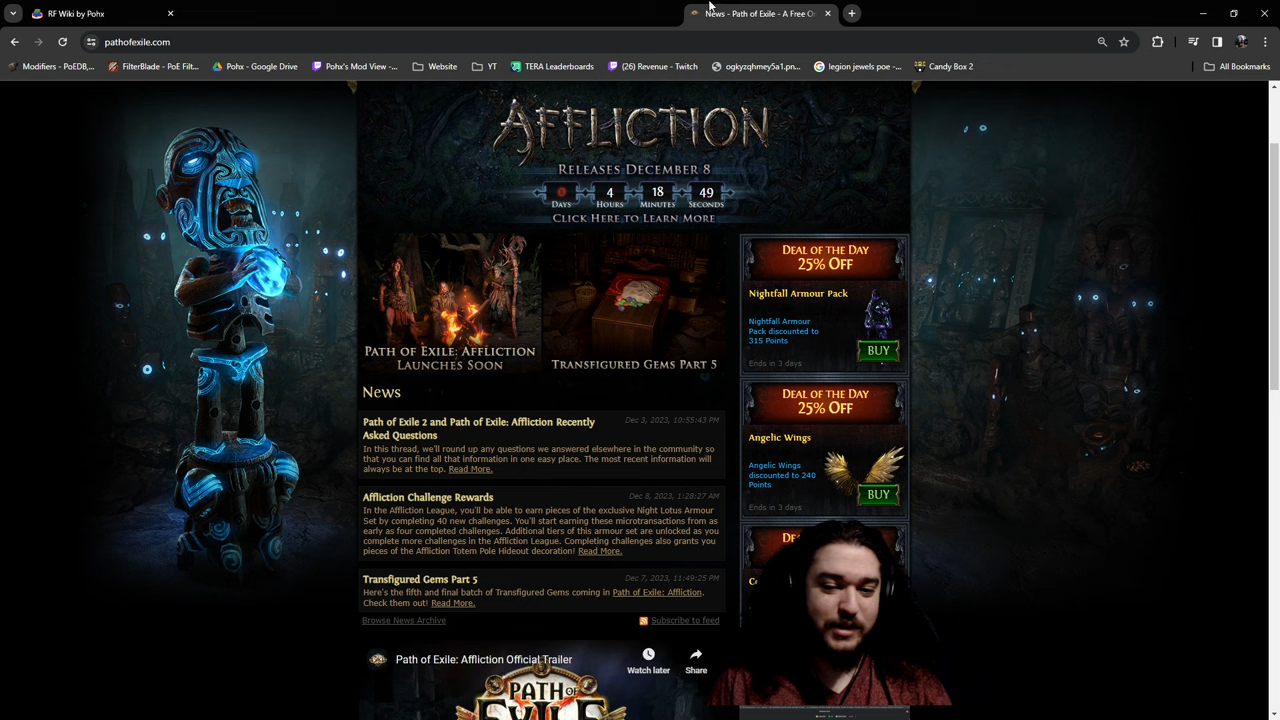 RF Wiki by Pohx
News - Path of Exile - A Free O
pathofexile.com
Modifiers - PoEDB,...
FilterBlade - PoE Filt...
Pohx - Google Drive
Pohx's Mod View -...
Website
YT
TERA Leaderboards
(26) Revenue - Twitch
ogkyzqhmey5a1.pn...
legion jewels poe -...
Candy Box 2
All Bookmarks
AFFLICTION
RELEASES DECEMBER 8
0 4 18 49
DAYS HOURS MINUTES SECONDS
CLICK HERE TO LEARN MORE
PATH OF EXILE: AFFLICTION
LAUNCHES SOON
TRANSFIGURED GEMS PART 5
Deal of the Day
25% Off
Nightfall Armour Pack
Nightfall Armour
Pack discounted to
315 Points
BUY
Ends in 3 days
Deal of the Day
25% Off
Angelic Wings
Angelic Wings
discounted to 240
Points
BUY
Ends in 3 days
News
Path of Exile 2 and Path of Exile: Affliction Recently
Asked Questions
Dec 3, 2023, 10:55:43 PM
In this thread, we'll round up any questions we answered elsewhere in the community so
that you can find all that information in one easy place. The most recent information will
always be at the top. Read More.
Affliction Challenge Rewards
Dec 8, 2023, 1:28:27 AM
In the Affliction League, you'll be able to earn pieces of the exclusive Night Lotus Armour
Set by completing 40 new challenges. You'll start earning these microtransactions from as
early as four completed challenges. Additional tiers of this armour set are unlocked as you
complete more challenges in the Affliction League. Completing challenges also grants you
pieces of the Affliction Totem Pole Hideout decoration! Read More.
Transfigured Gems Part 5
Dec 7, 2023, 11:49:25 PM
Here's the fifth and final batch of Transfigured Gems coming in Path of Exile: Affliction.
Check them out! Read More.
Browse News Archive
Subscribe to feed
Path of Exile: Affliction Official Trailer
Watch later
Share
PATH OF
EXILE